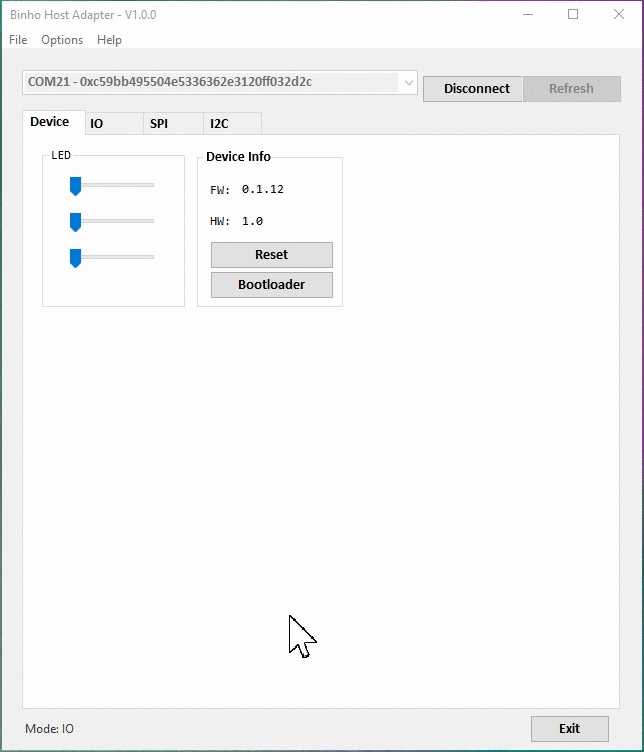 Binho Host Adapter - V1.0.0
File Options Help
COM21 - 0xc59bb495504e5336362e3120ff032d2c
Disconnect Refresh
Device IO SPI I2C
LED
Device Info
FW: 0.1.12
HW: 1.0
Reset
Bootloader
Mode: IO
Exit